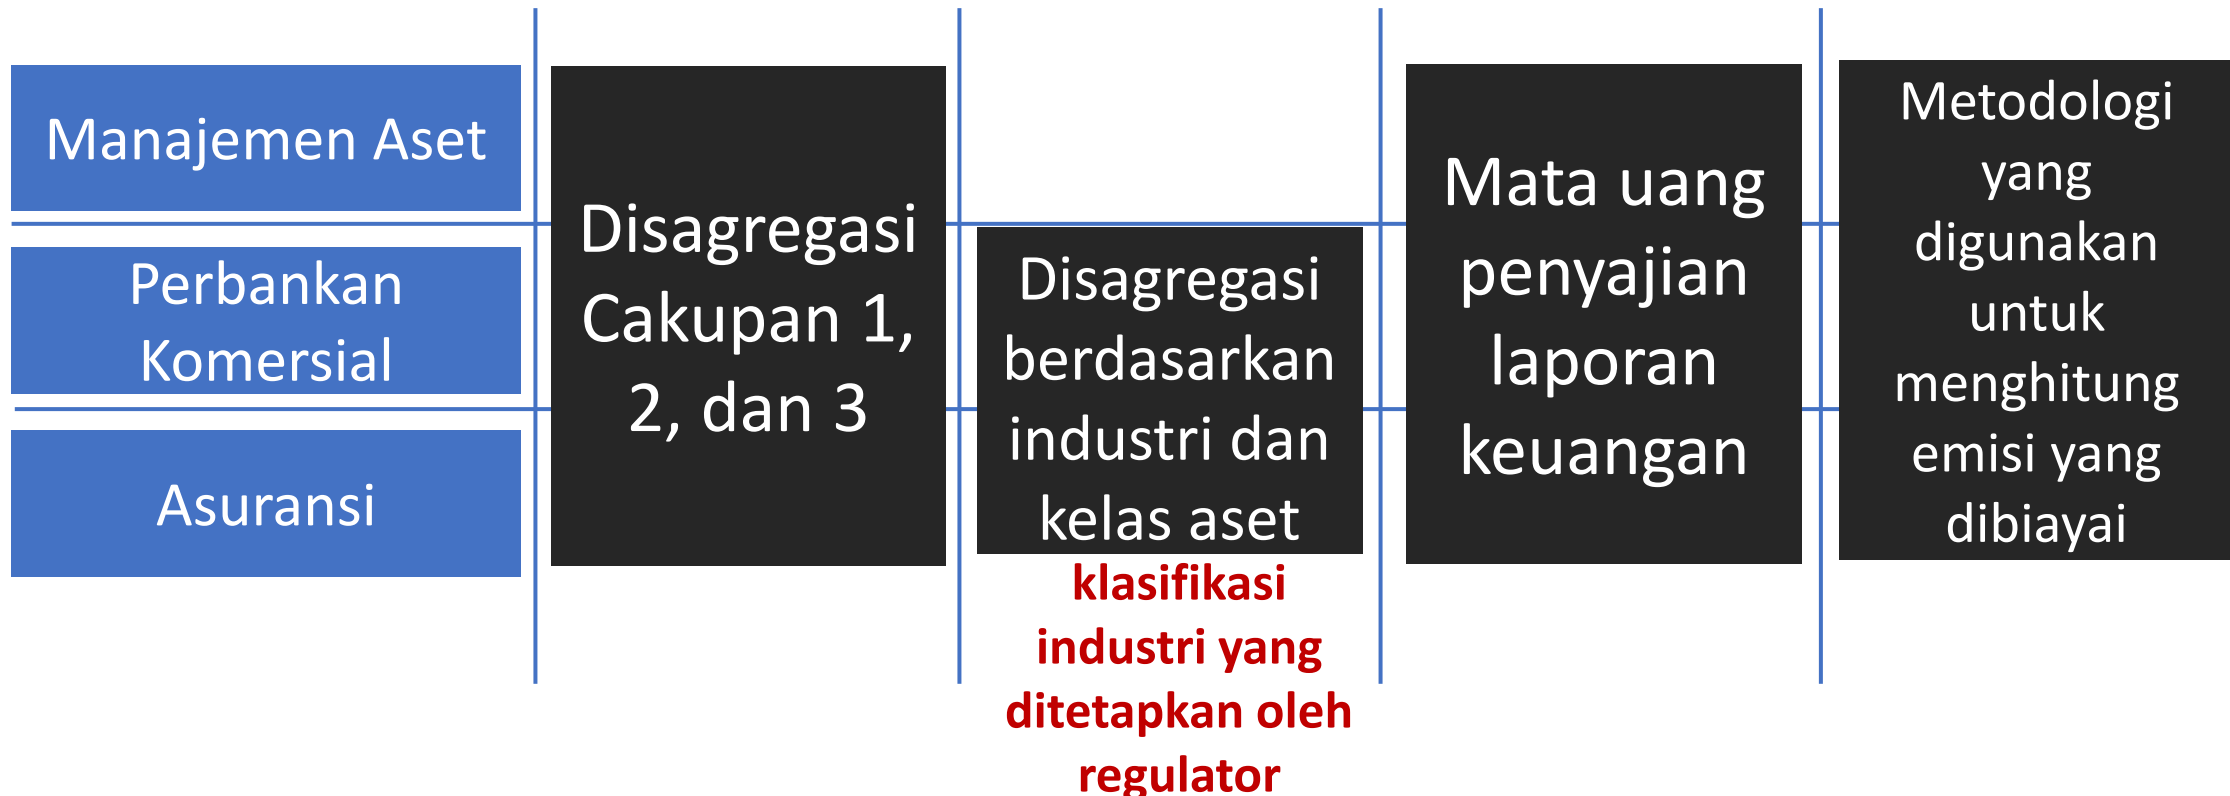 Manajemen Aset
Perbankan
Komersial
Asuransi
Disagregasi
Cakupan 1,
2, dan 3
Disagregasi
berdasarkan
industri dan
kelas aset
klasifikasi
industri yang
ditetapkan oleh
regulator
Mata uang
penyajian
laporan
keuangan
Metodologi
yang
digunakan
untuk
menghitung
emisi yang
dibiayai